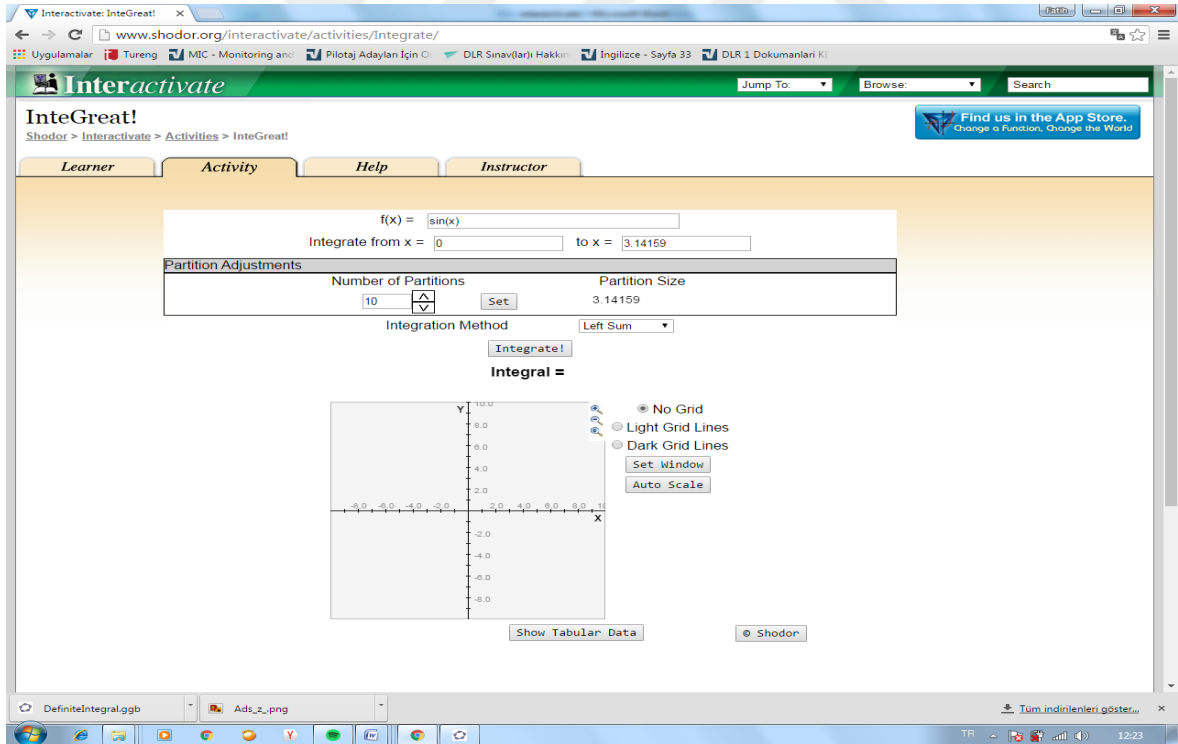 Interactive: InteGreat!
Fatih
www.shodor.org/interactivate/activities/Integrate/
Uygulamalar Tureng MIC - Monitoring and Pilotaj Adayları İçin DLR Sınav(ları) Hakkın Ingilizce - Sayfa 33 DLR 1 Dokumanlari
Interactivate
Jump To: Browse: Search
InteGreat!
Shodor > Interactivate > Activities > InteGreat!
Find us in the App Store.
Change a Function, Change the World
Learner Activity Help Instructor
f(x) = sin(x)
Integrate from x = 0 to x = 3.14159
Partition Adjustments
Number of Partitions Partition Size
10 Set 3.14159
Integration Method Left Sum
Integrate!
Integral =
Y 10.0
8.0
6.0
4.0
2.0
-8.0 -6.0 -4.0 -2.0 2.0 4.0 6.0 8.0 10
X
-2.0
-4.0
-6.0
-8.0
No Grid
Light Grid Lines
Dark Grid Lines
Set Window
Auto Scale
Show Tabular Data © Shodor
DefiniteIntegral.ggb Ads_z_.png Tüm indirilenleri göster...
TR 12:23